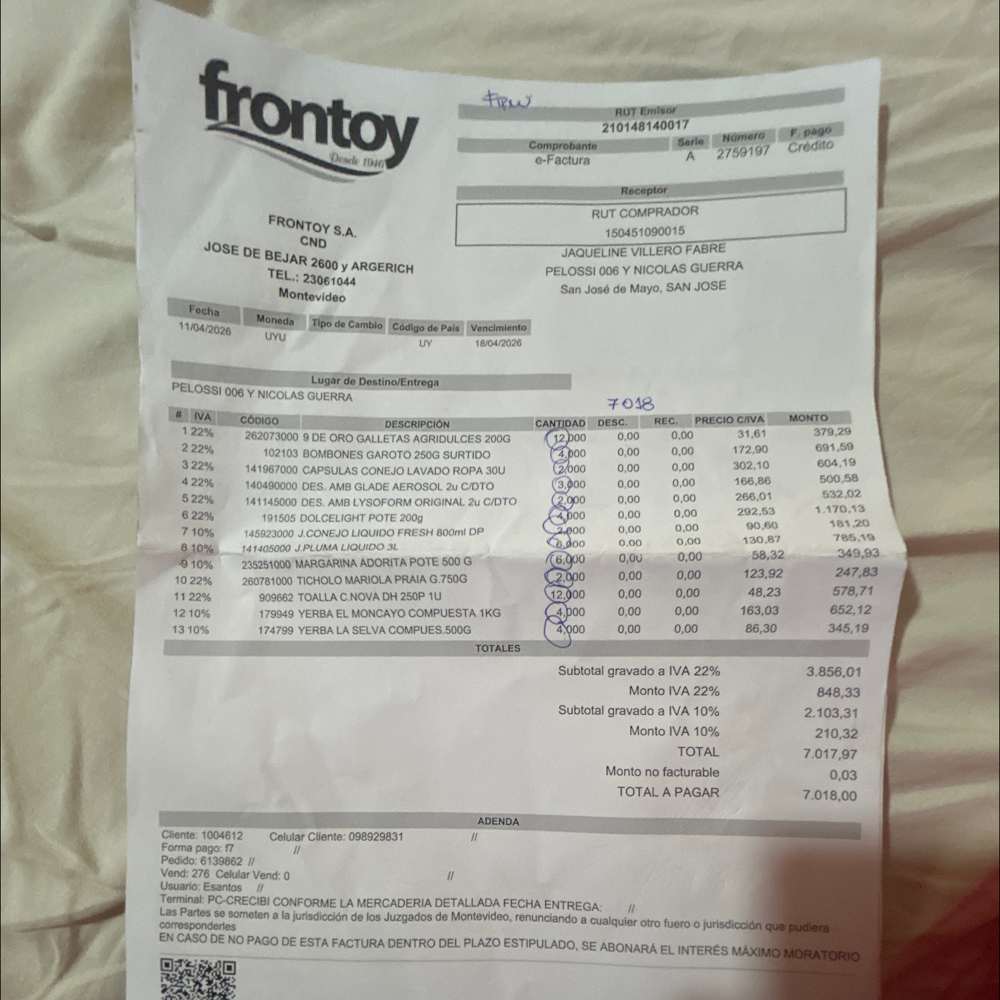 frontoy
Desde 1946
RUT Emisor
210148140017
Comprobante Serie Número F. pago
e-Factura A 2759197 Crédito
Receptor
RUT COMPRADOR
150451090015
JAQUELINE VILLERO FABRE
PELOSSI 006 Y NICOLAS GUERRA
San José de Mayo, SAN JOSE
FRONTOY S.A.
CND
JOSE DE BEJAR 2600 y ARGERICH
TEL.: 23061044
Montevideo
Fecha Moneda Tipo de Cambio Código de País Vencimiento
11/04/2026 UYU UY 18/04/2026
Lugar de Destino/Entrega
PELOSSI 006 Y NICOLAS GUERRA
7018
# IVA CÓDIGO DESCRIPCIÓN CANTIDAD DESC. REC. PRECIO C/IVA MONTO
1 22% 262073000 9 DE ORO GALLETAS AGRIDULCES 200G 12,000 0,00 0,00 31,61 379,29
2 22% 102103 BOMBONES GAROTO 250G SURTIDO 4,000 0,00 0,00 172,90 691,59
3 22% 141967000 CAPSULAS CONEJO LAVADO ROPA 30U 2,000 0,00 0,00 302,10 604,19
4 22% 140490000 DES. AMB GLADE AEROSOL 2u C/DTO 3,000 0,00 0,00 166,86 500,58
5 22% 141145000 DES. AMB LYSOFORM ORIGINAL 2u C/DTO 2,000 0,00 0,00 266,01 532,02
6 22% 191505 DOLCELIGHT POTE 200g 4,000 0,00 0,00 292,53 1.170,13
7 10% 145923000 J.CONEJO LIQUIDO FRESH 800ml DP 2,000 0,00 0,00 90,60 181,20
8 10% 141405000 J.PLUMA LIQUIDO 3L 6,000 0,00 0,00 130,87 785,19
9 10% 235251000 MARGARINA ADORITA POTE 500 G 6,000 0,00 0,00 58,32 349,93
10 22% 260781000 TICHOLO MARIOLA PRAIA G.750G 2,000 0,00 0,00 123,92 247,83
11 22% 909662 TOALLA C.NOVA DH 250P 1U 12,000 0,00 0,00 48,23 578,71
12 10% 179949 YERBA EL MONCAYO COMPUESTA 1KG 4,000 0,00 0,00 163,03 652,12
13 10% 174799 YERBA LA SELVA COMPUES.500G 4,000 0,00 0,00 86,30 345,19
TOTALES
Subtotal gravado a IVA 22% 3.856,01
Monto IVA 22% 848,33
Subtotal gravado a IVA 10% 2.103,31
Monto IVA 10% 210,32
TOTAL 7.017,97
Monto no facturable 0,03
TOTAL A PAGAR 7.018,00
ADENDA
Cliente: 1004612 Celular Cliente: 098929831 //
Forma pago: f7 //
Pedido: 6139862 //
Vend: 276 Celular Vend: 0 //
Usuario: Esantos //
Terminal: PC-CRECIBI CONFORME LA MERCADERIA DETALLADA FECHA ENTREGA: //
Las Partes se someten a la jurisdicción de los Juzgados de Montevideo, renunciando a cualquier otro fuero o jurisdicción que pudiera
corresponderles
EN CASO DE NO PAGO DE ESTA FACTURA DENTRO DEL PLAZO ESTIPULADO, SE ABONARÁ EL INTERÉS MÁXIMO MORATORIO